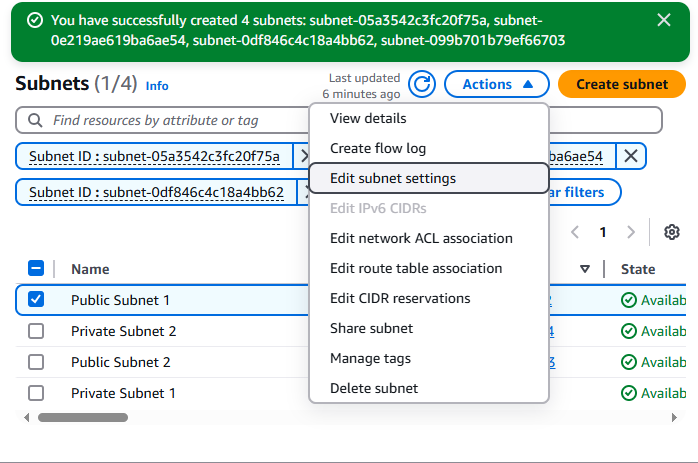 You have successfully created 4 subnets: subnet-05a3542c3fc20f75a, subnet-
0e219ae619ba6ae54, subnet-0df846c4c18a4bb62, subnet-099b701b79ef66703
Subnets (1/4) Info
Last updated
6 minutes ago
Actions
Create subnet
Find resources by attribute or tag
View details
Create flow log
Edit subnet settings
Edit IPv6 CIDRs
Edit network ACL association
Edit route table association
Edit CIDR reservations
Share subnet
Manage tags
Delete subnet
Subnet ID : subnet-05a3542c3fc20f75a
ba6ae54
Subnet ID : subnet-0df846c4c18a4bb62
ar filters
1
Name
State
Public Subnet 1
2
Availab
Private Subnet 2
4
Availab
Public Subnet 2
3
Availab
Private Subnet 1
Availab